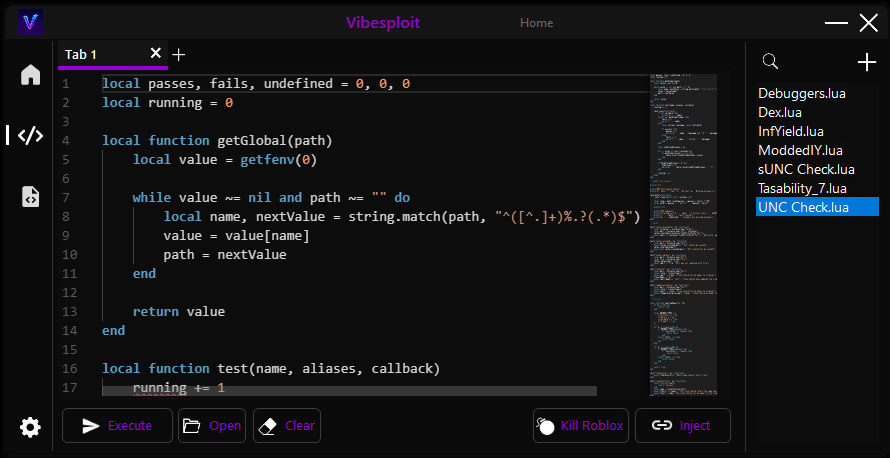 Vibesploit
Home
Tab 1
1 local passes, fails, undefined = 0, 0, 0
2 local running = 0
3
4 local function getGlobal(path)
5 local value = getfenv(0)
6
7 while value ~= nil and path ~= "" do
8 local name, nextValue = string.match(path, "^([^.]+)%.?(.*)$")
9 value = value[name]
10 path = nextValue
11 end
12
13 return value
14 end
15
16 local function test(name, aliases, callback)
17 running += 1
Debuggers.lua
Dex.lua
InfYield.lua
ModdedIY.lua
sUNC Check.lua
Tasability_7.lua
UNC Check.lua
Execute
Open
Clear
Kill Roblox
Inject